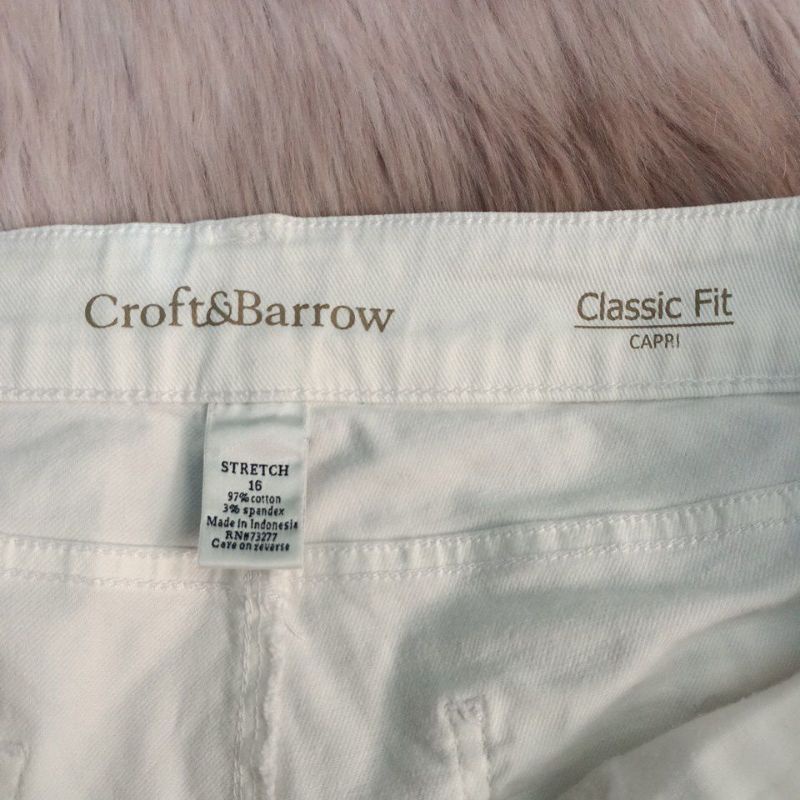 Croft&Barrow
Classic Fit
CAPRI
STRETCH
16
97% cotton
3% spandex
Made in Indonesia
RN#73277
Care on reverse